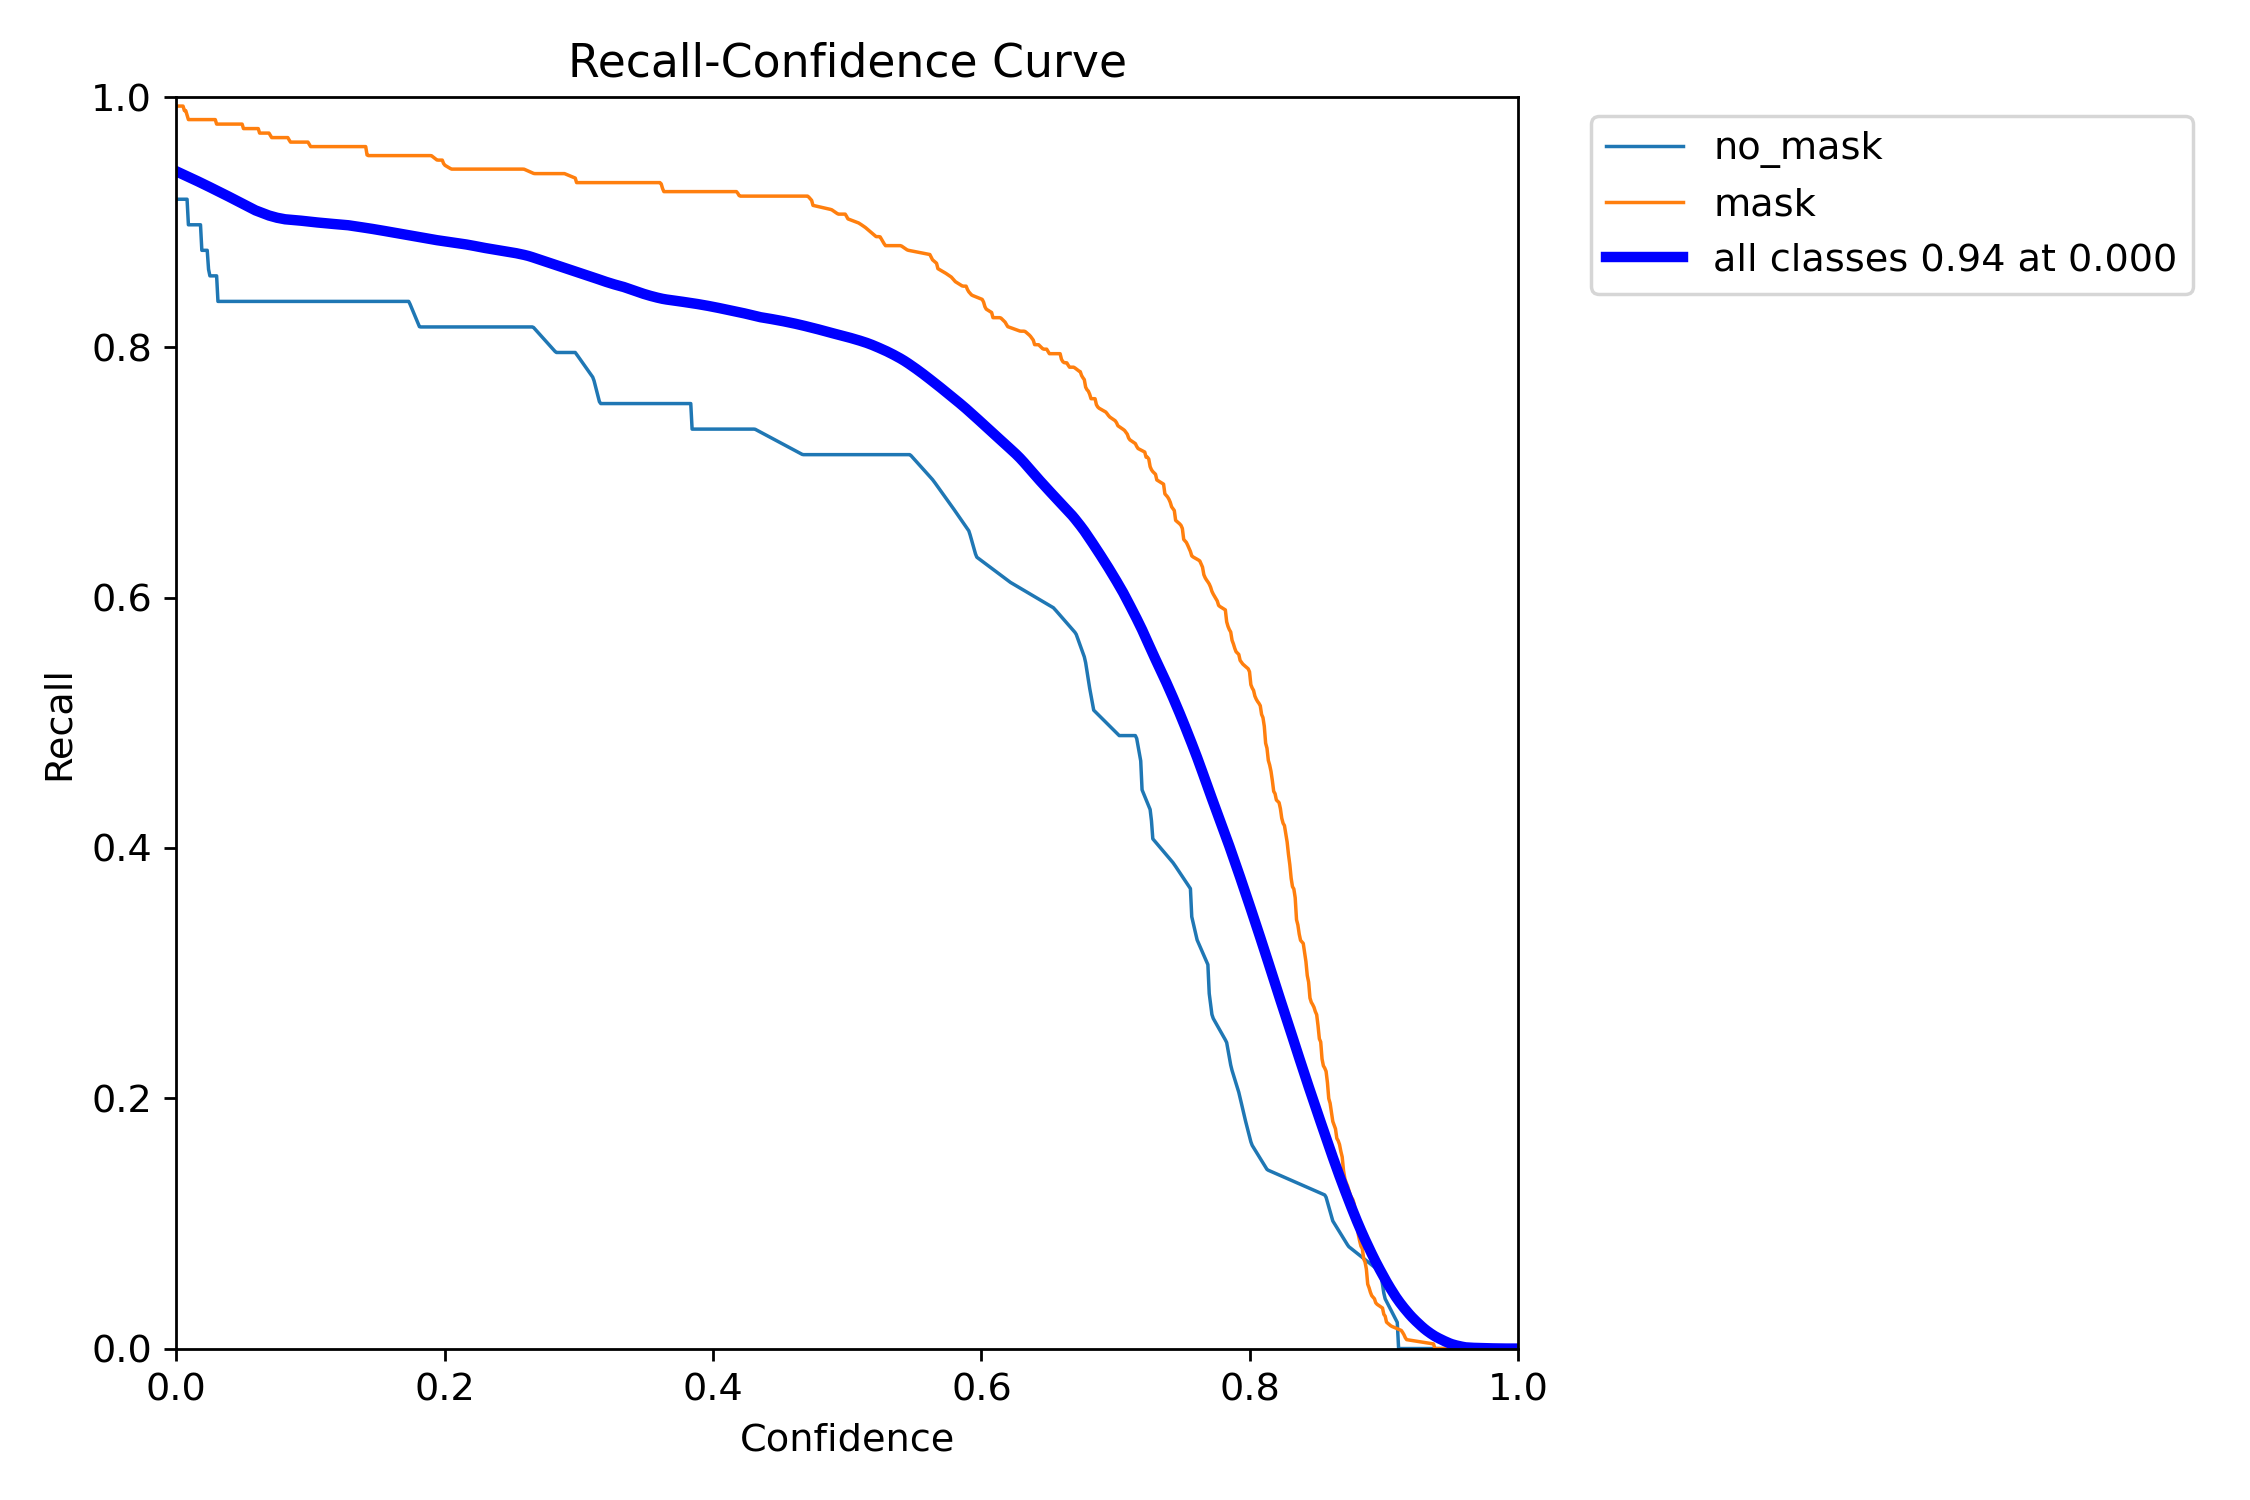 Recall-Confidence Curve
no_mask
mask
all classes 0.94 at 0.000
1.0
0.8
0.6
0.4
0.2
0.0
Recall
0.0 0.2 0.4 0.6 0.8 1.0
Confidence